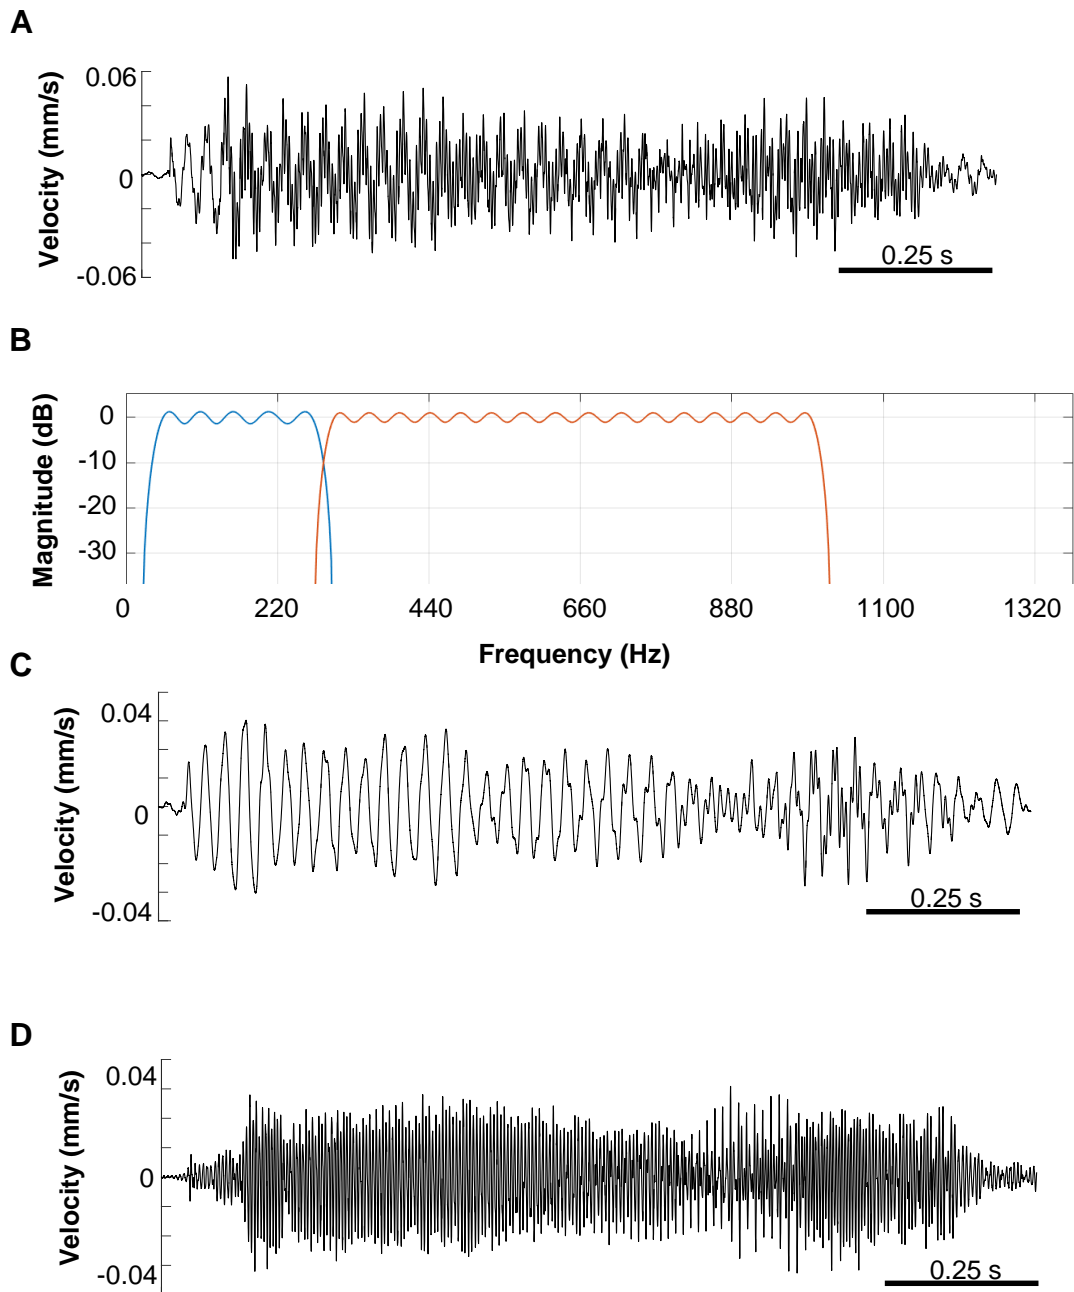 A
Velocity (mm/s)
0.06
0
-0.06
0.25 s
B
Magnitude (dB)
0
-10
-20
-30
0 220 440 660 880 1100 1320
Frequency (Hz)
C
Velocity (mm/s)
0.04
0
-0.04
0.25 s
D
Velocity (mm/s)
0.04
0
-0.04
0.25 s